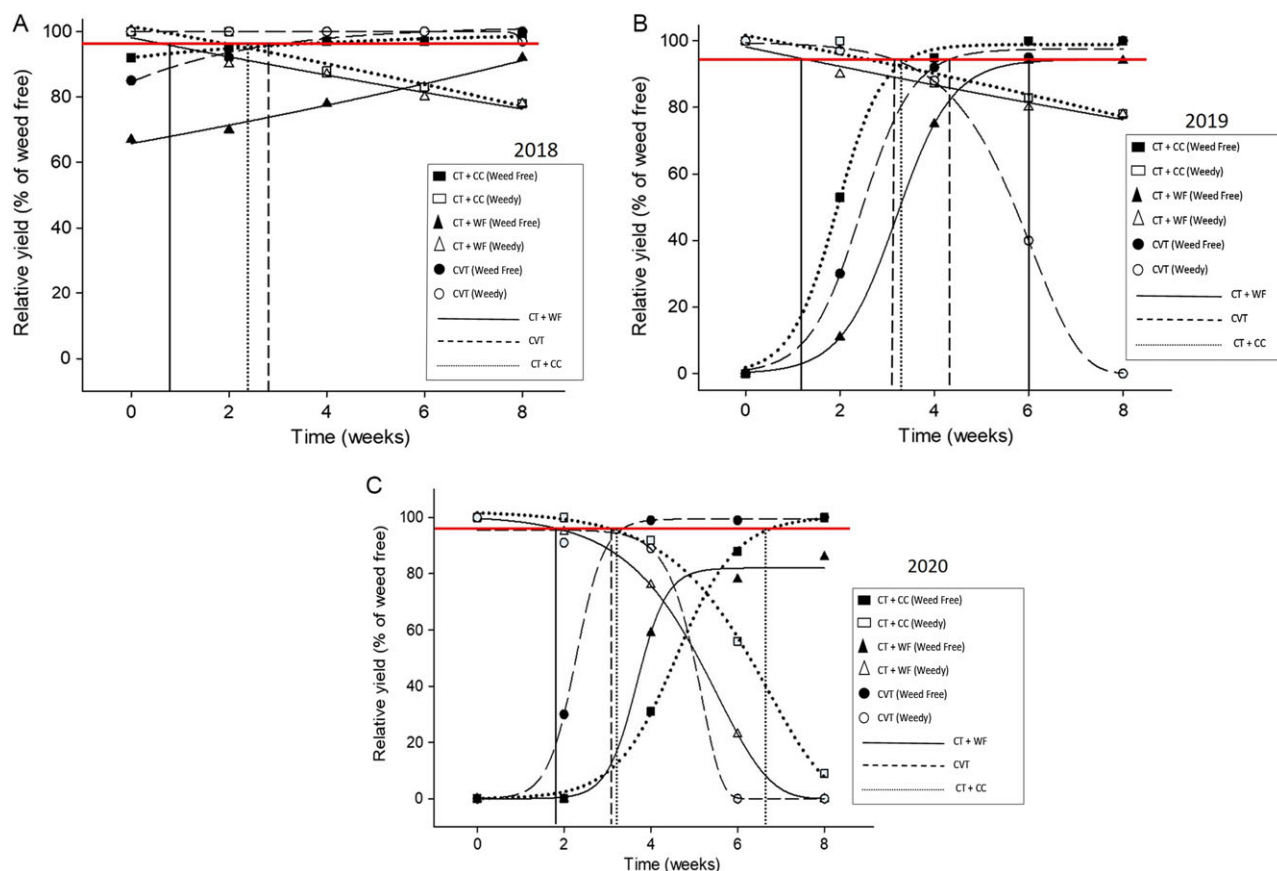 A
Relative yield (% of weed free)
100
80
60
40
20
0
0 2 4 6 8
Time (weeks)
2018
CT + CC (Weed Free)
CT + CC (Weedy)
CT + WF (Weed Free)
CT + WF (Weedy)
CVT (Weed Free)
CVT (Weedy)
CT + WF
CVT
CT + CC
B
Relative yield (% of weed free)
100
80
60
40
20
0
0 2 4 6 8
Time (weeks)
2019
CT + CC (Weed Free)
CT + CC (Weedy)
CT + WF (Weed Free)
CT + WF (Weedy)
CVT (Weed Free)
CVT (Weedy)
CT + WF
CVT
CT + CC
C
Relative yield (% of weed free)
100
80
60
40
20
0
0 2 4 6 8
Time (weeks)
2020
CT + CC (Weed Free)
CT + CC (Weedy)
CT + WF (Weed Free)
CT + WF (Weedy)
CVT (Weed Free)
CVT (Weedy)
CT + WF
CVT
CT + CC